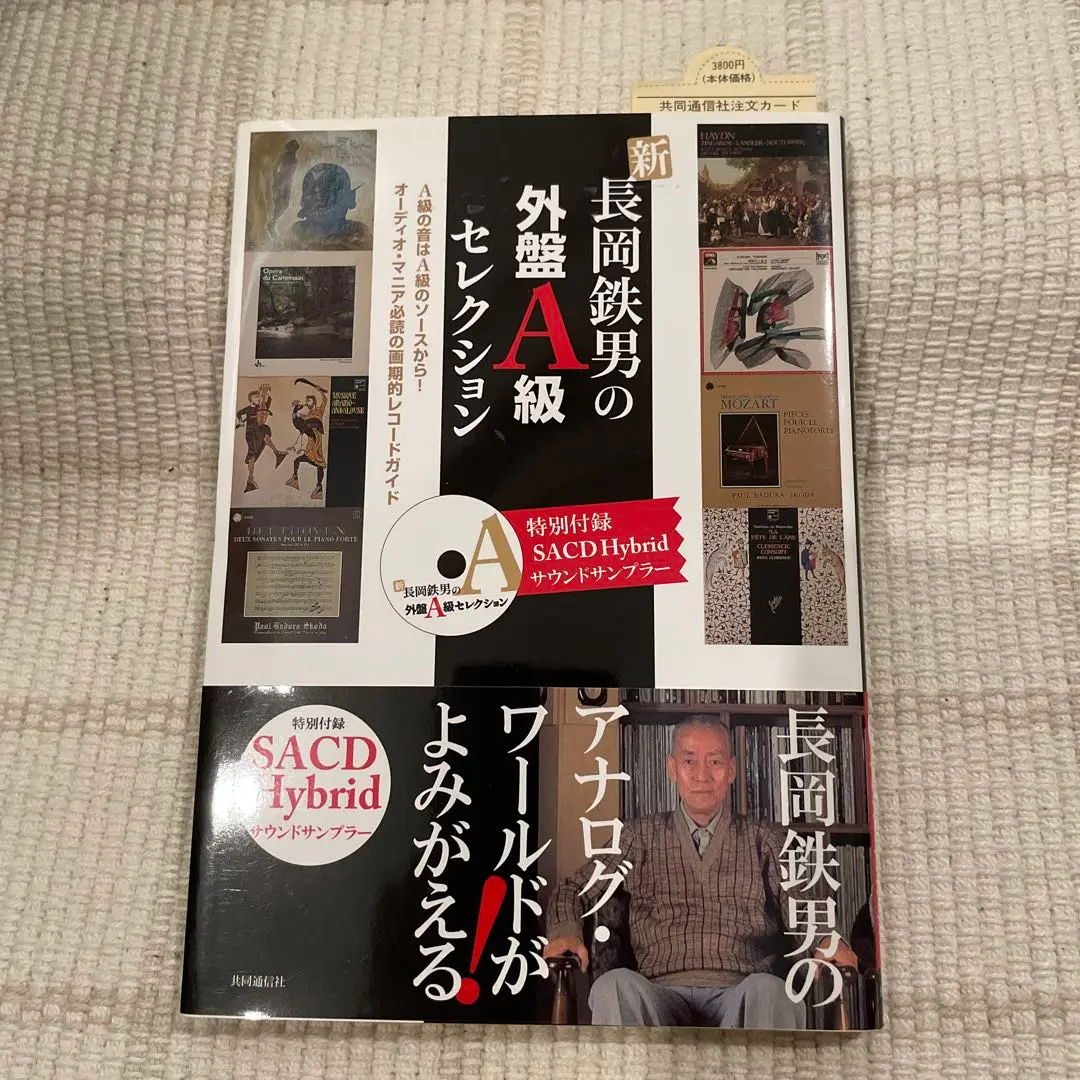 3800円
(本体価格)
共同通信社注文カード
新
長岡鉄男の
外盤A級
セレクション
A級の音はA級のソースから!
オーディオ・マニア必読の画期的レコードガイド
Opéra
du Cameroun
MUSIQUE
ARABO-
ANDALOUSE
DEUX SONATES POUR LE PIANO FORTE
Paul Badura-Skoda
HAYDN
MOZART
PIECES
POUR LE
PIANOFORTE
PAUL BADURA-SKODA
LA
FÊTE DE L'ÂNE
CLEMENCIC
CONSORT
A
新
長岡鉄男の
外盤A級セレクション
特別付録
SACD Hybrid
サウンドサンプラー
長岡鉄男の
アナログ・
ワールドが
よみがえる!
特別付録
SACD
Hybrid
サウンドサンプラー
共同通信社